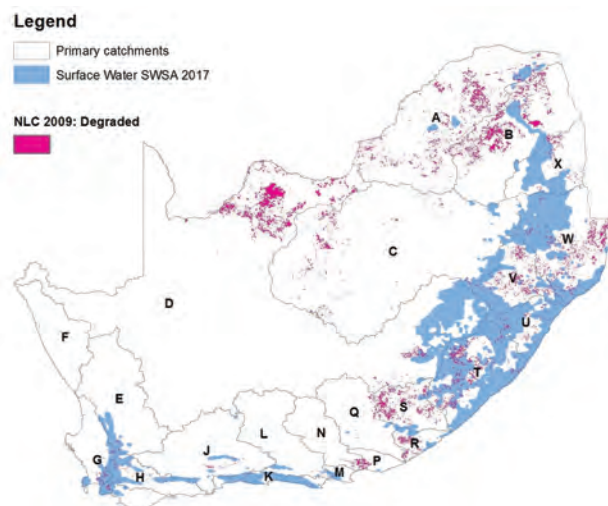 Legend
Primary catchments
Surface Water SWSA 2017
NLC 2009: Degraded
A
B
X
W
C
V
D
U
F
T
E
Q
S
L
N
R
J
G
P
H
K
M